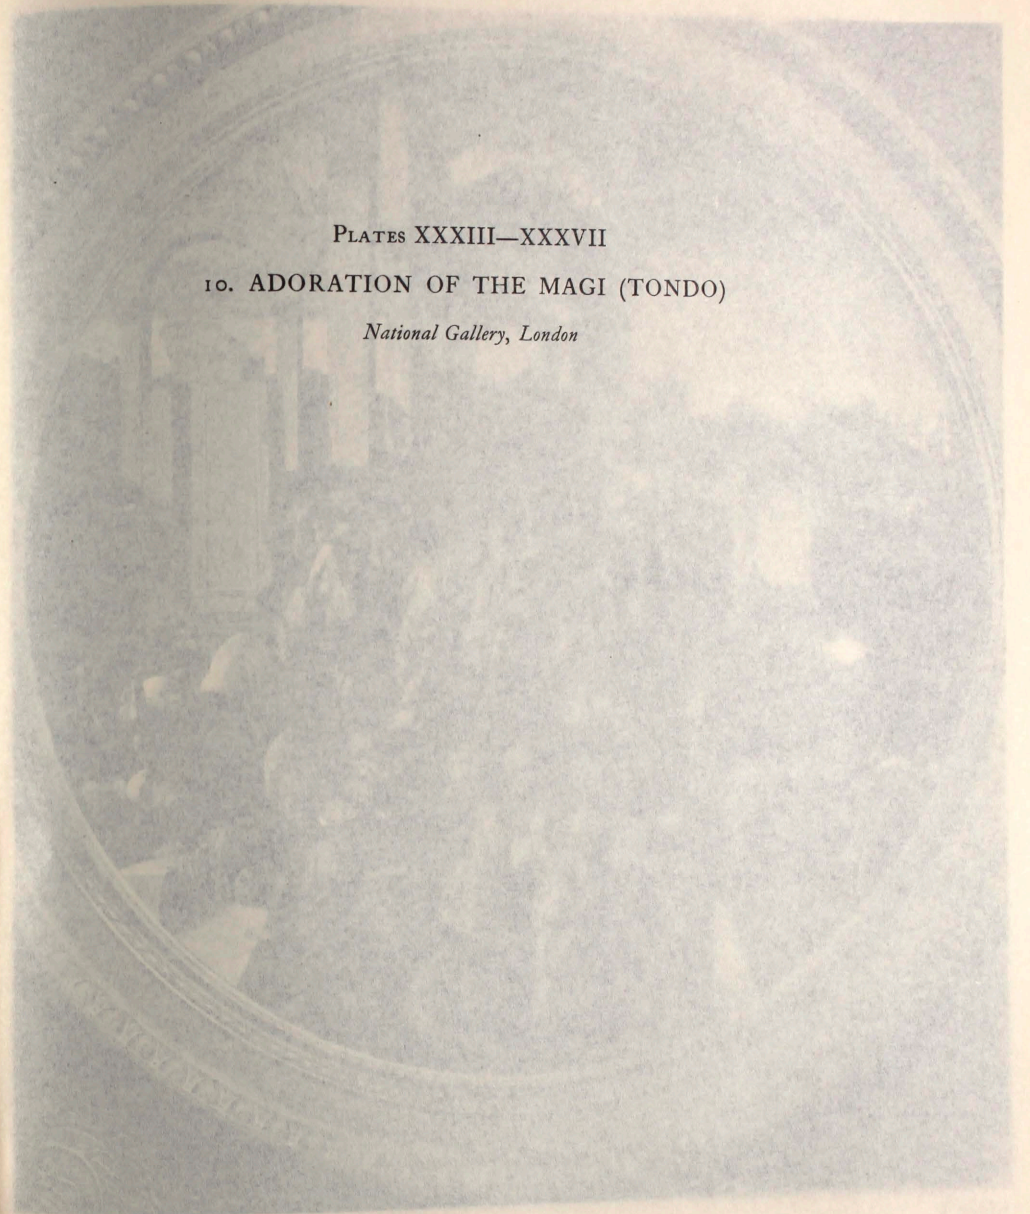 Plates XXXIII—XXXVII
10. ADORATION OF THE MAGI (TONDO)
National Gallery, London